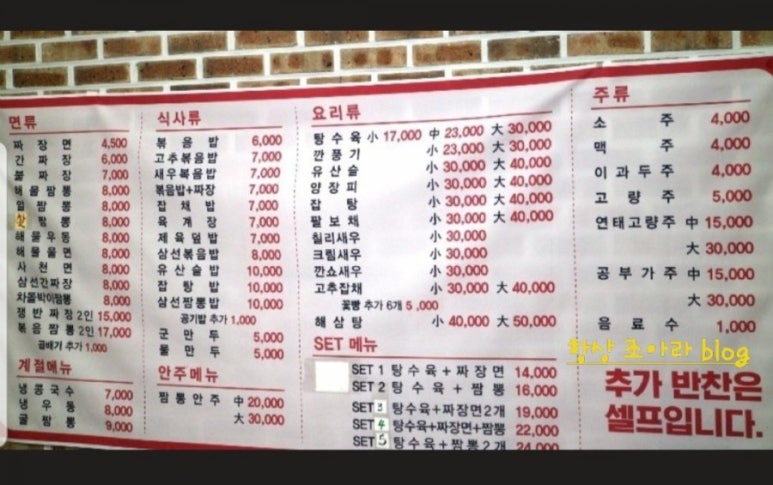 면류
짜장면 4,500
간짜장 6,000
불짜장 7,000
해물짬뽕 8,000
얼짬뽕 8,000
짬뽕 8,000
해물우동 8,000
해물울면 8,000
사천면 8,000
삼선간짜장 8,000
차돌박이짬뽕 8,000
쟁반짜장 2인 15,000
볶음짬뽕 2인 17,000
곱배기 추가 1,000
계절메뉴
냉콩국수 7,000
냉우동 8,000
굴짬뽕 9,000
식사류
볶음밥 6,000
고추볶음밥 7,000
새우볶음밥 7,000
볶음밥+짜장 7,000
잡채밥 7,000
육계장 7,000
제육덮밥 7,000
삼선볶음밥 8,000
유산슬밥 10,000
잡탕밥 10,000
삼선짬뽕밥 10,000
공기밥 추가 1,000
군만두 5,000
물만두 5,000
안주메뉴
짬뽕안주 中 20,000
大 30,000
요리류
탕수육 小 17,000 中 23,000 大 30,000
깐풍기 小 23,000 大 30,000
유산슬 小 30,000 大 40,000
양장피 小 30,000 大 40,000
잡탕 小 30,000 大 40,000
팔보채 小 30,000 大 40,000
칠리새우 小 30,000
크림새우 小 30,000
깐쇼새우 小 30,000
고추잡채 小 30,000 大 40,000
꽃빵 추가 6개 5,000
해삼탕 小 40,000 大 50,000
SET 메뉴
SET 1 탕수육+짜장면 14,000
SET 2 탕수육+짬뽕 16,000
SET 3 탕수육+짜장면2개 19,000
SET 4 탕수육+짜장면+짬뽕 22,000
SET 5 탕수육+짬뽕2개 24,000
주류
소주 4,000
맥주 4,000
이과두주 4,000
고량주 5,000
연태고량주 中 15,000
大 30,000
공부가주 中 15,000
大 30,000
음료수 1,000
항상 조아라 blog
추가 반찬은
셀프입니다.